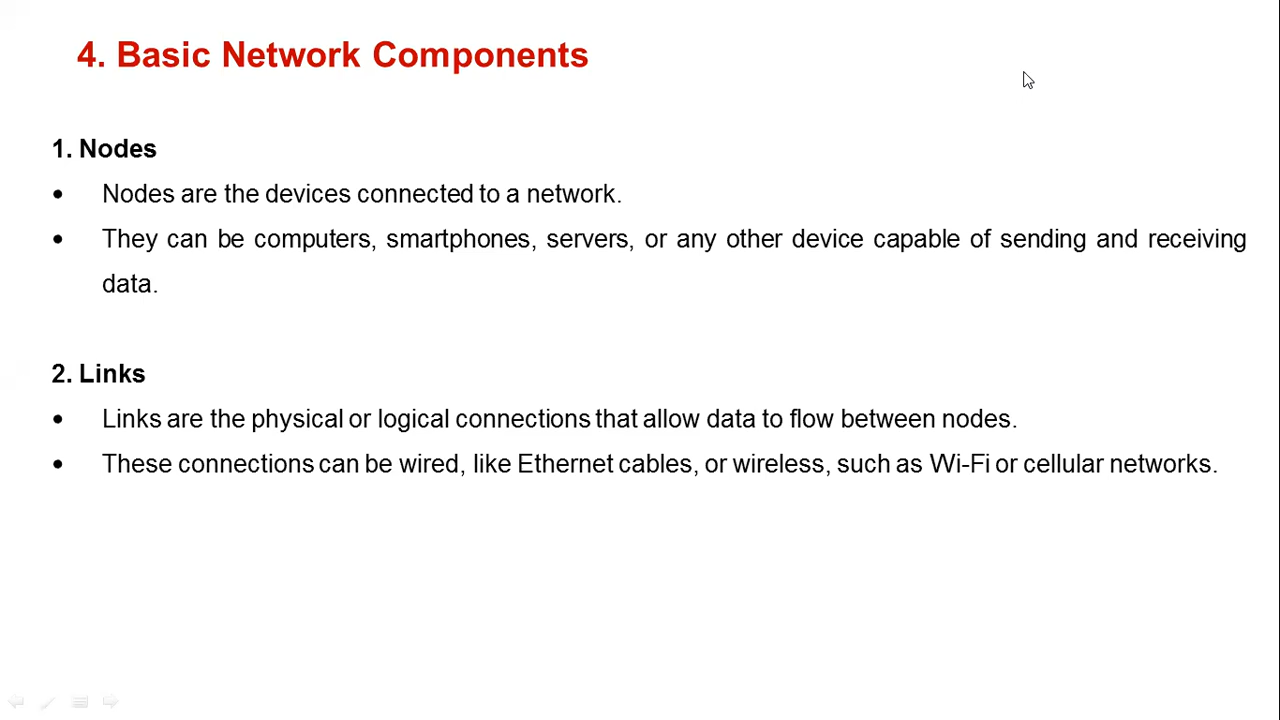 4. Basic Network Components
1. Nodes
• Nodes are the devices connected to a network.
• They can be computers, smartphones, servers, or any other device capable of sending and receiving
data.
2. Links
• Links are the physical or logical connections that allow data to flow between nodes.
• These connections can be wired, like Ethernet cables, or wireless, such as Wi-Fi or cellular networks.